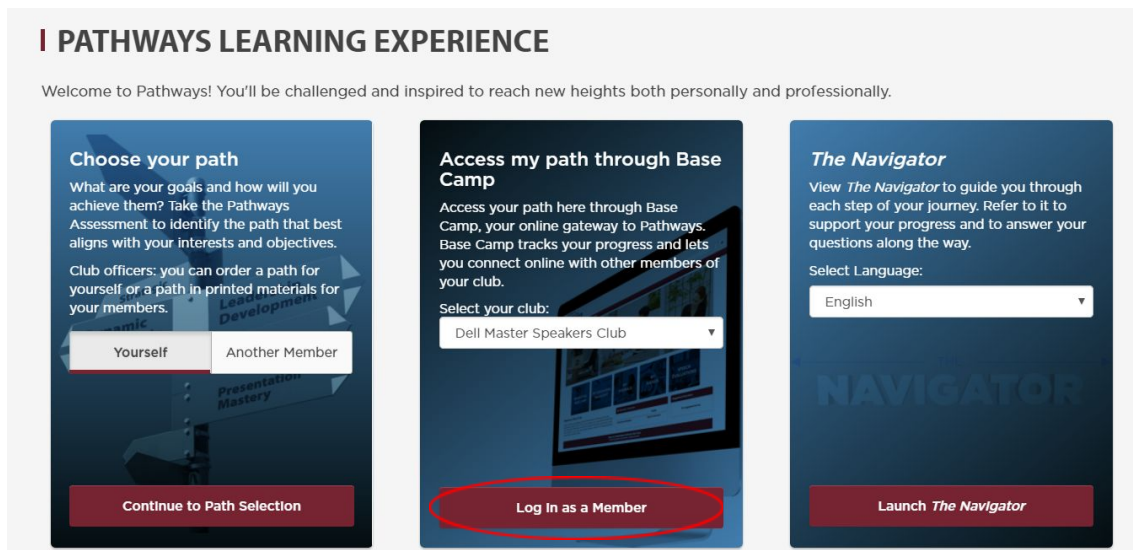 PATHWAYS LEARNING EXPERIENCE
Welcome to Pathways! You'll be challenged and inspired to reach new heights both personally and professionally.
Choose your path
What are your goals and how will you
achieve them? Take the Pathways
Assessment to identify the path that best
aligns with your interests and objectives.
Club officers: you can order a path for
yourself or a path in printed materials for
your members.
Leadership
Development
Yourself
Another Member
Presentation
Mastery
Continue to Path Selection
Access my path through Base
Camp
Access your path here through Base
Camp, your online gateway to Pathways.
Base Camp tracks your progress and lets
you connect online with other members of
your club.
Select your club:
Dell Master Speakers Club
Log In as a Member
The Navigator
View The Navigator to guide you through
each step of your journey. Refer to it to
support your progress and to answer your
questions along the way.
Select Language:
English
THE
NAVIGATOR
Launch The Navigator